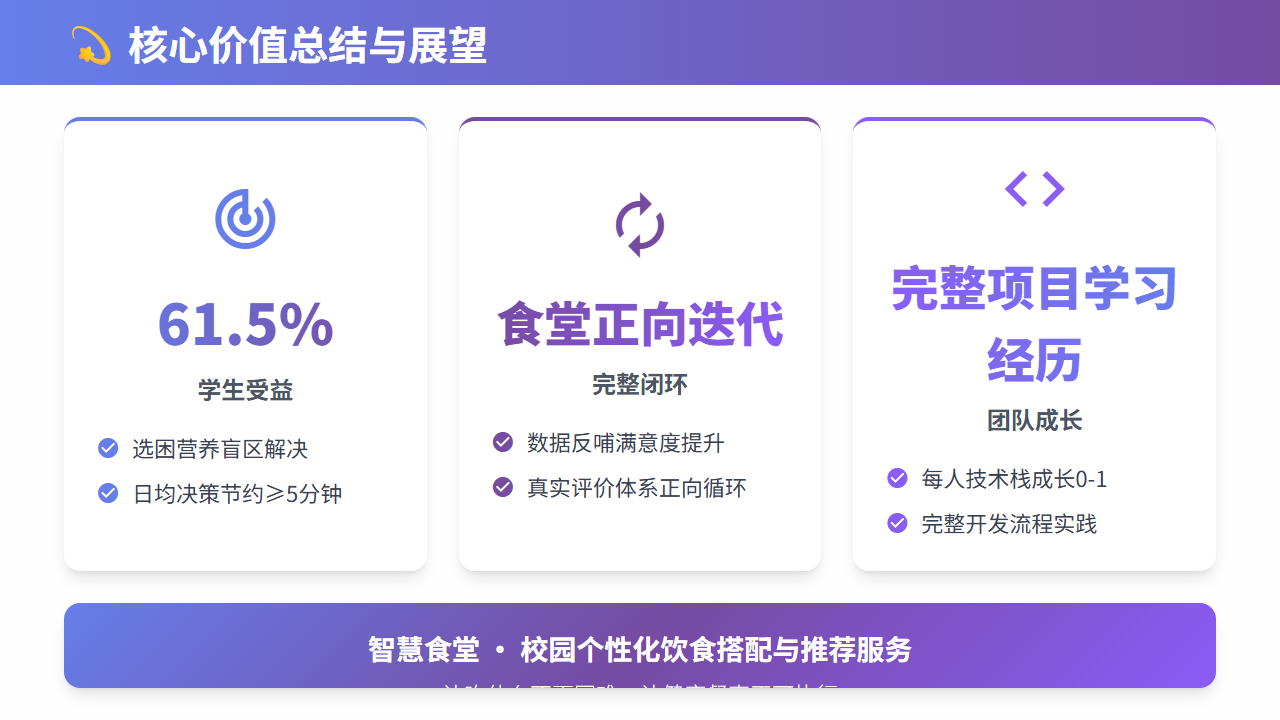 核心价值总结与展望
61.5%
学生受益
选困营养盲区解决
日均决策节约≥5分钟
食堂正向迭代
完整闭环
数据反哺满意度提升
真实评价体系正向循环
完整项目学习
经历
团队成长
每人技术栈成长0-1
完整开发流程实践
智慧食堂 · 校园个性化饮食搭配与推荐服务